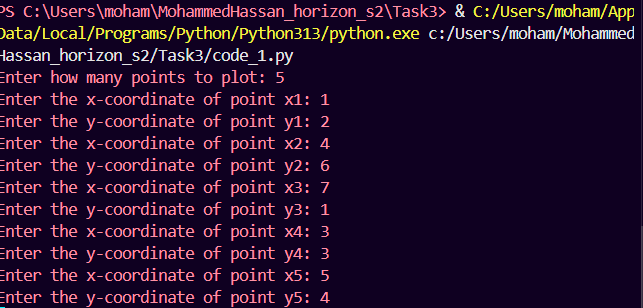 PS C:\Users\moham\MohammedHassan_horizon_s2\Task3> & C:/Users/moham/App
Data/Local/Programs/Python/Python313/python.exe c:/Users/moham/Mohammed
Hassan_horizon_s2/Task3/code_1.py
Enter how many points to plot: 5
Enter the x-coordinate of point x1: 1
Enter the y-coordinate of point y1: 2
Enter the x-coordinate of point x2: 4
Enter the y-coordinate of point y2: 6
Enter the x-coordinate of point x3: 7
Enter the y-coordinate of point y3: 1
Enter the x-coordinate of point x4: 3
Enter the y-coordinate of point y4: 3
Enter the x-coordinate of point x5: 5
Enter the y-coordinate of point y5: 4